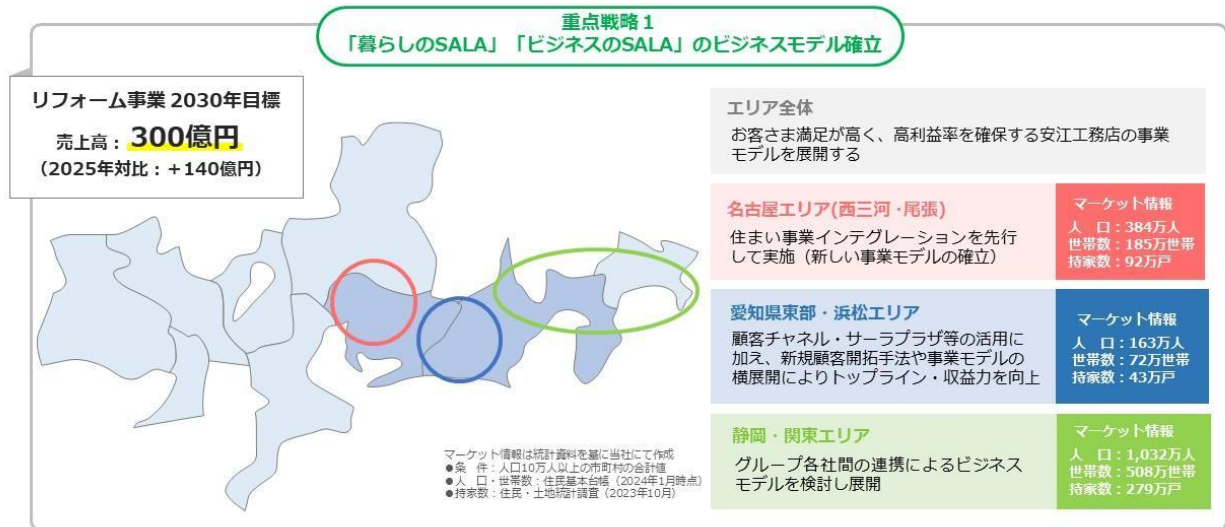 重点戦略1
「暮らしのSALA」「ビジネスのSALA」のビジネスモデル確立
リフォーム事業 2030年目標
売上高：300億円
（2025年対比：＋140億円）
エリア全体
お客さま満足が高く、高利益率を確保する安江工務店の事業
モデルを展開する
名古屋エリア(西三河・尾張)
住まい事業インテグレーションを先行
して実施（新しい事業モデルの確立）
マーケット情報
人　口：384万人
世帯数：185万世帯
持家数：92万戸
愛知県東部・浜松エリア
顧客チャネル・サーラプラザ等の活用に
加え、新規顧客開拓手法や事業モデルの
横展開によりトップライン・収益力を向上
マーケット情報
人　口：163万人
世帯数：72万世帯
持家数：43万戸
静岡・関東エリア
グループ各社間の連携によるビジネス
モデルを検討し展開
マーケット情報
人　口：1,032万人
世帯数：508万世帯
持家数：279万戸
マーケット情報は統計資料を基に当社にて作成
●条　件：人口10万人以上の市町村の合計値
●人　口・世帯数：住民基本台帳（2024年1月時点）
●持家数：住民・土地統計調査（2023年10月）